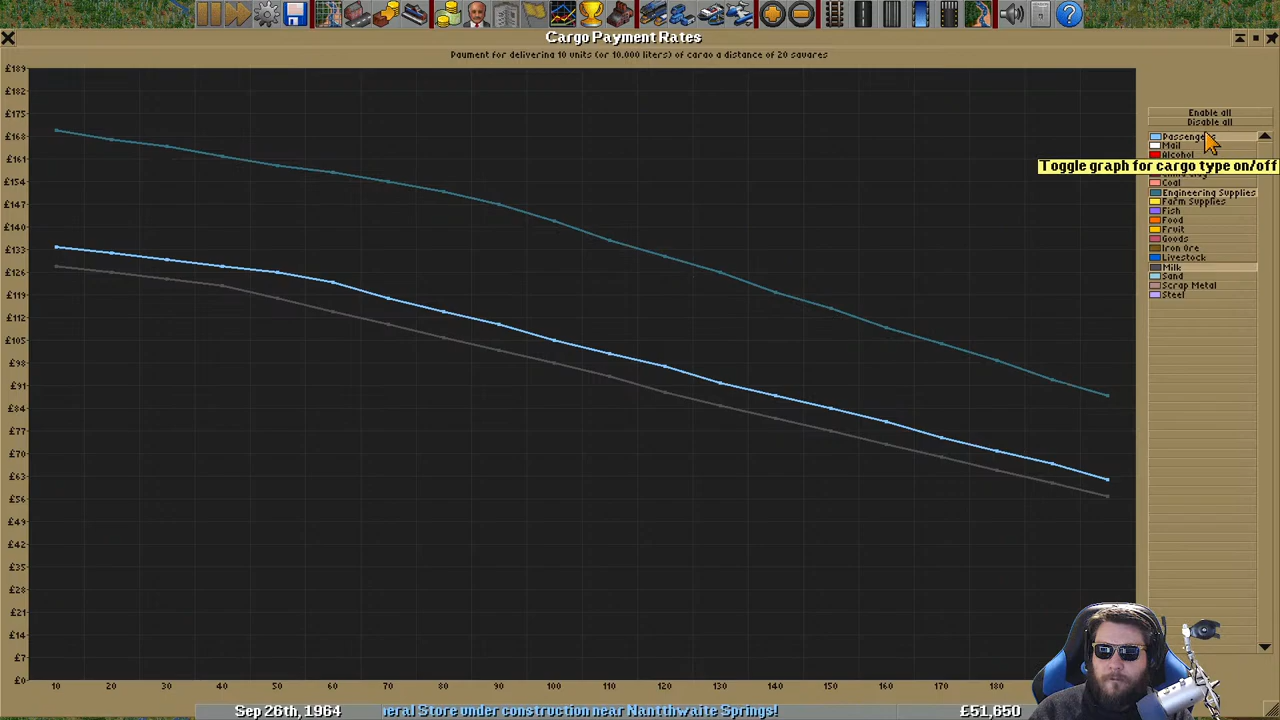 Cargo Payment Rates
Payment for delivering 10 units (or 10,000 liters) of cargo a distance of 20 squares
£189
£182
£175
£168
£161
£154
£147
£140
£133
£126
£119
£112
£105
£98
£91
£84
£77
£70
£63
£56
£49
£42
£35
£28
£21
£14
£7
£0
10 20 30 40 50 60 70 80 90 100 110 120 130 140 150 160 170 180
Enable all
Disable all
Mail
Alcohol
Toggle graph for cargo type on/off
Coal
Engineering Supplies
Farm Supplies
Fish
Food
Fruit
Goods
Iron Ore
Livestock
Milk
Sand
Scrap Metal
Steel
Sep 26th, 1964
neral Store under construction near Nantthwaite Springs!
£51,650